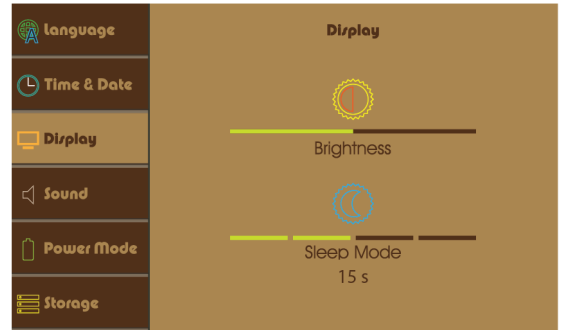 Language
Time & Date
Display
Sound
Power Mode
Storage
Display
Brightness
Sleep Mode
15 s